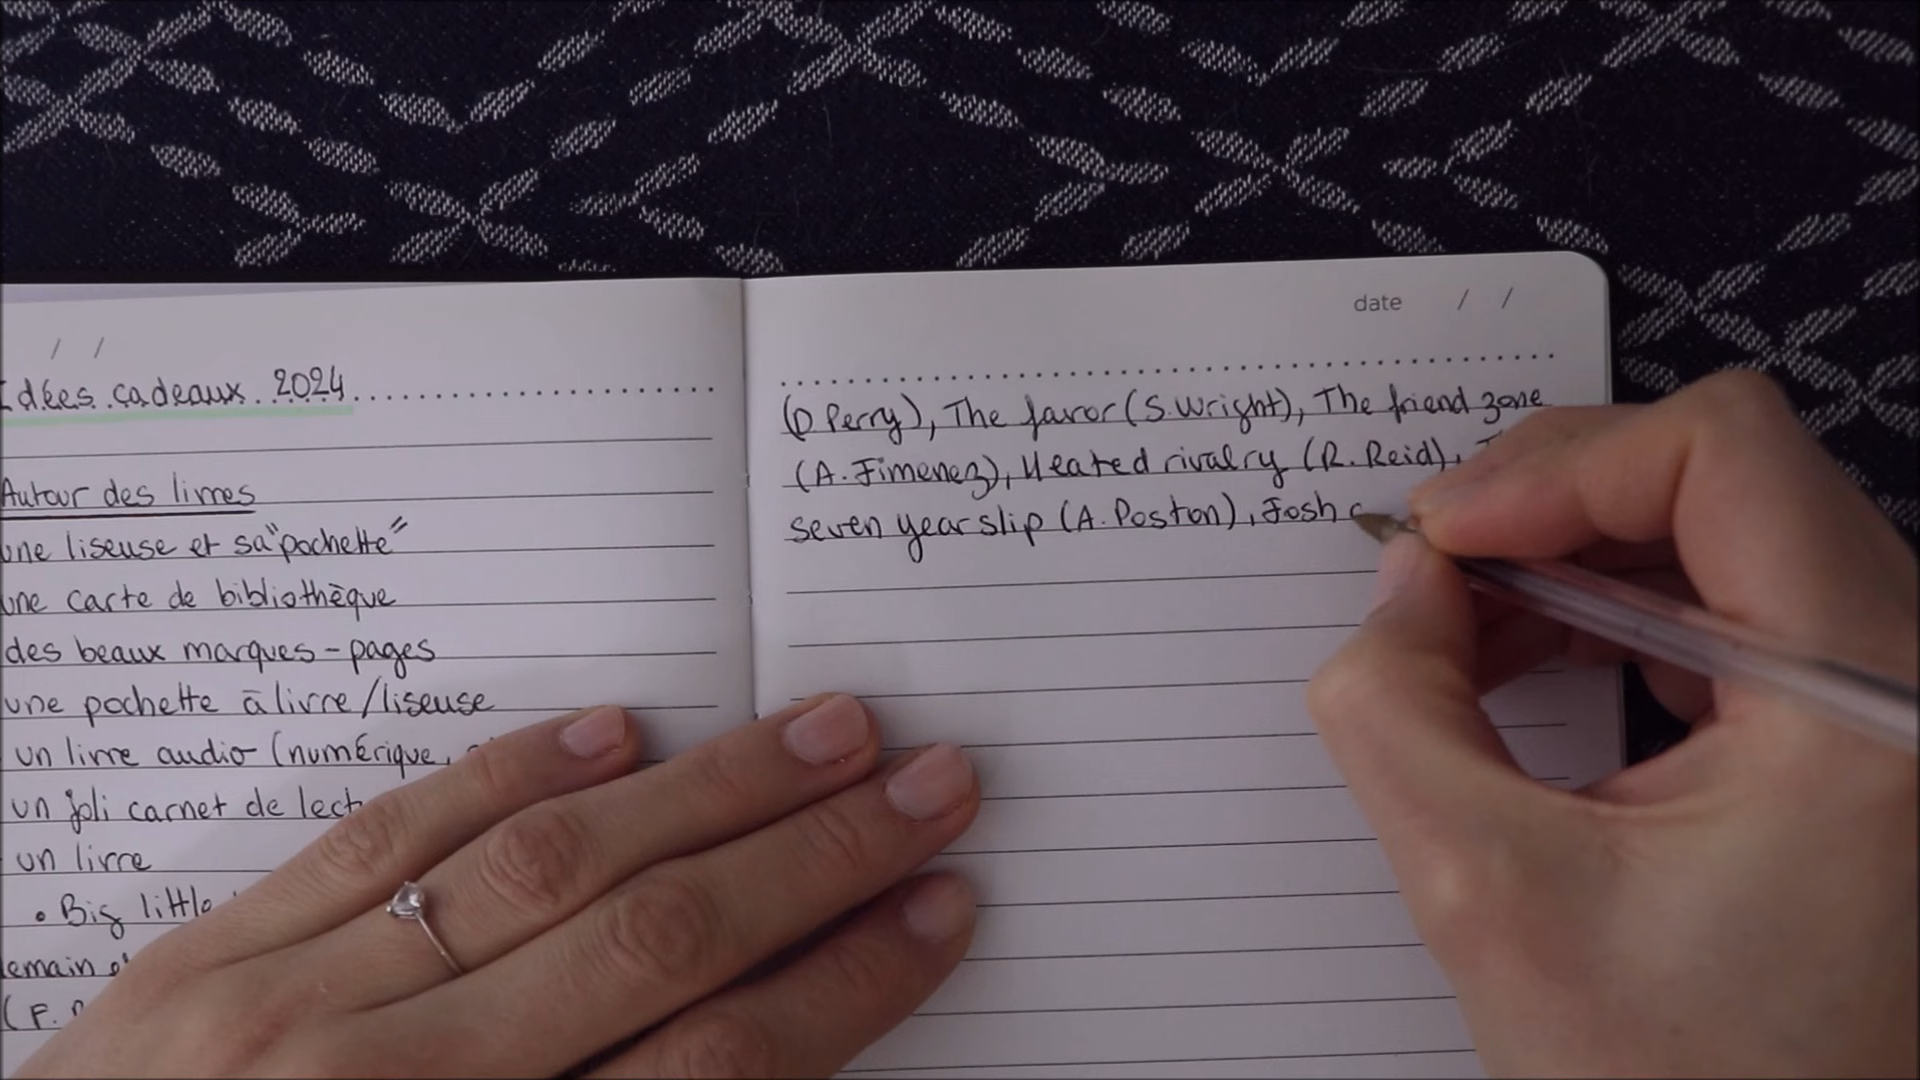 / /
Idées cadeaux 2024
Autour des livres
une liseuse et sa "pochette"
une carte de bibliothèque
des beaux marques-pages
une pochette à livre/liseuse
un livre audio (numérique,
un joli carnet de lect
un livre
• Big little
emain et
(F.
date / /
(D Perry), The favor (S. Wright), The friend zone
(A. Jimenez), Heated rivalry (R. Reid),
seven year slip (A. Poston), Josh